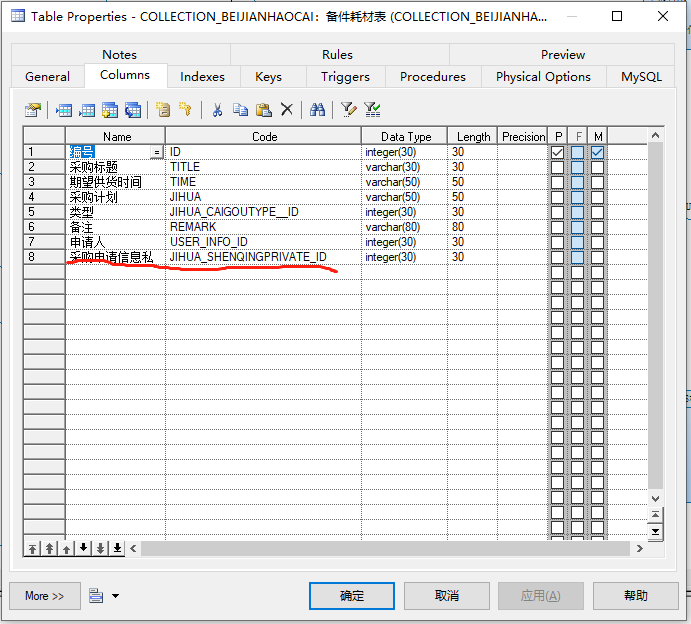 Table Properties - COLLECTION_BEIJIANHAOCAI：备件耗材表 (COLLECTION_BEIJIANHA...
Notes Rules Preview
General Columns Indexes Keys Triggers Procedures Physical Options MySQL
Name Code Data Type Length Precision P F M
1 编号 = ID integer(30) 30
2 采购标题 TITLE varchar(30) 30
3 期望供货时间 TIME varchar(50) 50
4 采购计划 JIHUA varchar(50) 50
5 类型 JIHUA_CAIGOUTYPE__ID integer(30) 30
6 备注 REMARK varchar(80) 80
7 申请人 USER_INFO_ID integer(30) 30
8 采购申请信息私 JIHUA_SHENQINGPRIVATE_ID integer(30) 30
More >> 确定 取消 应用(A) 帮助